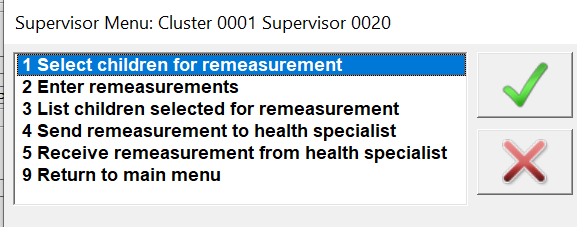 Supervisor Menu: Cluster 0001 Supervisor 0020
1 Select children for remeasurement
2 Enter remeasurements
3 List children selected for remeasurement
4 Send remeasurement to health specialist
5 Receive remeasurement from health specialist
9 Return to main menu